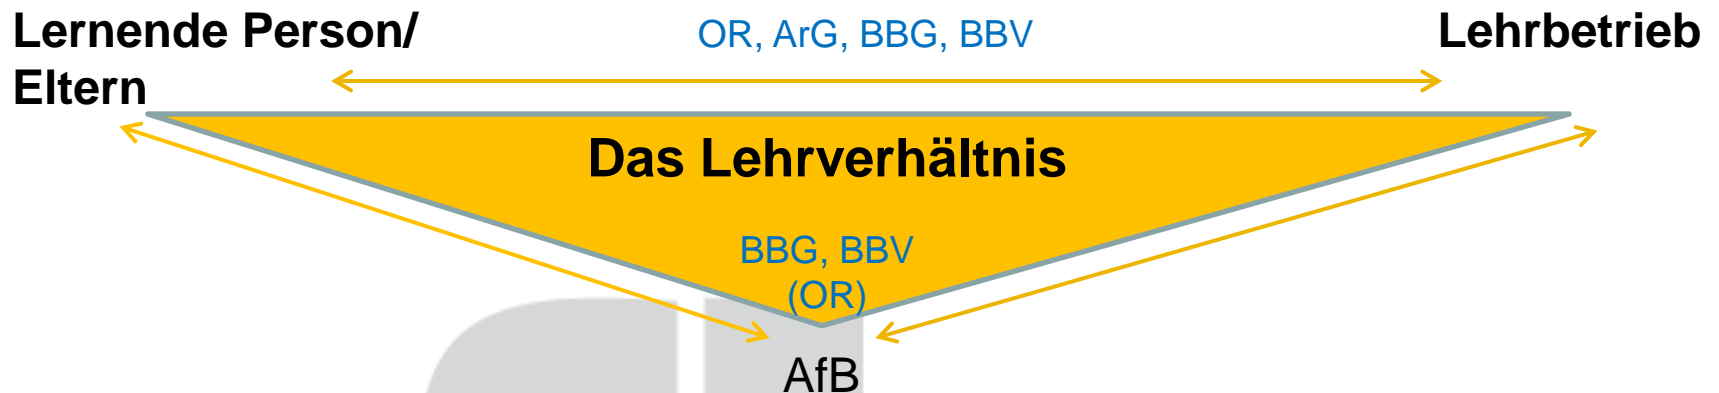 Lernende Person/
Eltern
OR, ArG, BBG, BBV
Lehrbetrieb
Das Lehrverhältnis
BBG, BBV
(OR)
AfB